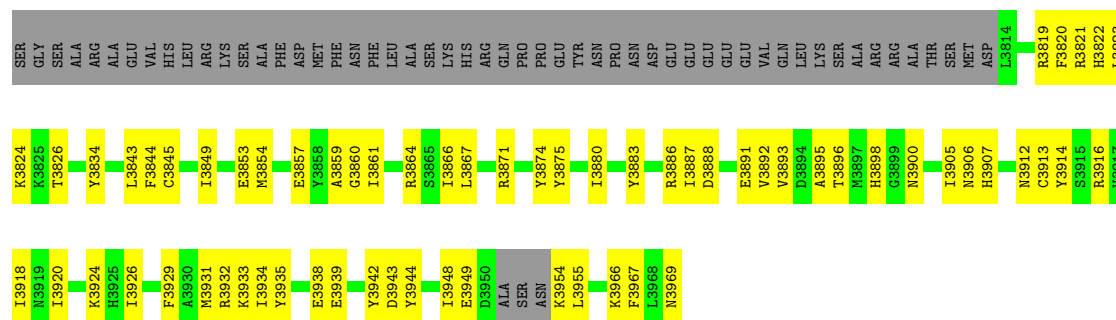 SER GLY SER ALA ARG ALA GLU VAL HIS LEU ARG LYS SER ALA PHE ASP MET PHE ASN PHE LEU ALA SER LYS HIS ARG GLN PRO PRO GLU TYR ASN PRO ASN ASP GLU GLU GLU GLU GLU VAL GLN LEU LYS SER ALA ARG ARG ALA THR SER MET ASP L3814 R3819 F3820 R3821 H3822
K3824 K3825 T3826 Y3834 L3843 F3844 C3845 I3849 E3853 M3854 E3857 Y3858 A3859 G3860 I3861 R3864 S3865 I3866 L3867 R3871 Y3874 Y3875 I3880 Y3883 R3886 I3887 D3888 E3891 V3892 V3893 D3894 A3895 T3896 M3897 H3898 G3899 N3900 I3905 N3906 H3907 N3912 C3913 Y3914 S3915 R3916
I3918 N3919 I3920 K3924 H3925 I3926 F3929 A3930 M3931 R3932 K3933 I3934 Y3935 E3938 E3939 Y3942 D3943 Y3944 I3948 E3949 D3950 ALA SER ASN K3954 L3955 K3966 F3967 L3968 N3969